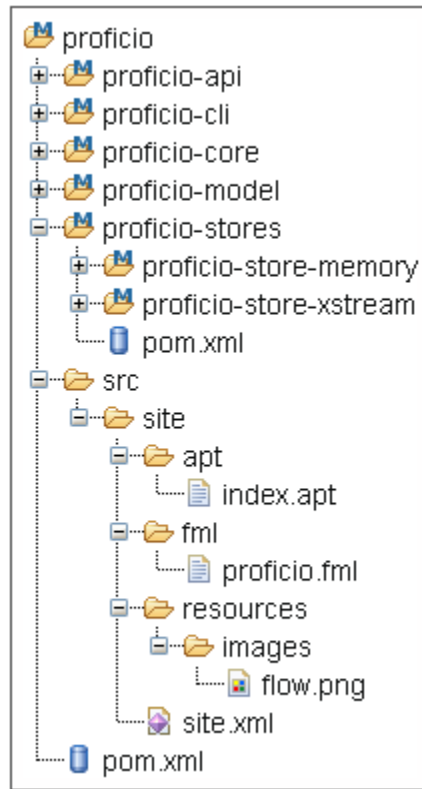 proficio
proficio-api
proficio-cli
proficio-core
proficio-model
proficio-stores
proficio-store-memory
proficio-store-xstream
pom.xml
src
site
apt
index.apt
fml
proficio.fml
resources
images
flow.png
site.xml
pom.xml